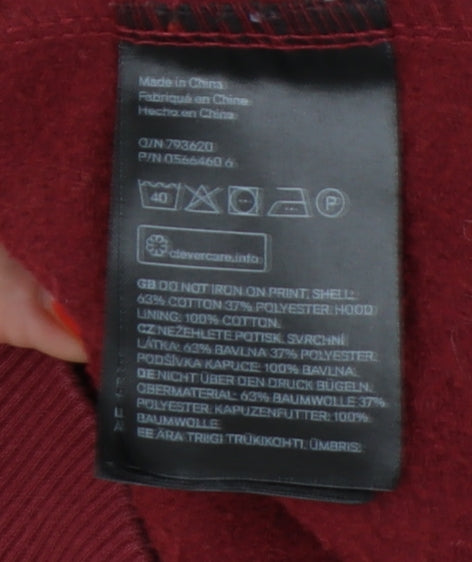 Made in China
Fabriqué en Chine
Hecho en China
O/N 793620
P/N 0566460 6
40 P
clevercare.info
GB DO NOT IRON ON PRINT. SHELL:
63% COTTON 37% POLYESTER. HOOD
LINING: 100% COTTON.
CZ NEŽEHLETE POTISK. SVRCHNÍ
LÁTKA: 63% BAVLNA 37% POLYESTER.
PODŠÍVKA KAPUCE: 100% BAVLNA.
DE NICHT ÜBER DEN DRUCK BÜGELN.
OBERMATERIAL: 63% BAUMWOLLE 37%
POLYESTER. KAPUZENFUTTER: 100%
BAUMWOLLE
EE ÄRA TRIIGI TRÜKIKOHTI. ÜMBRIS: